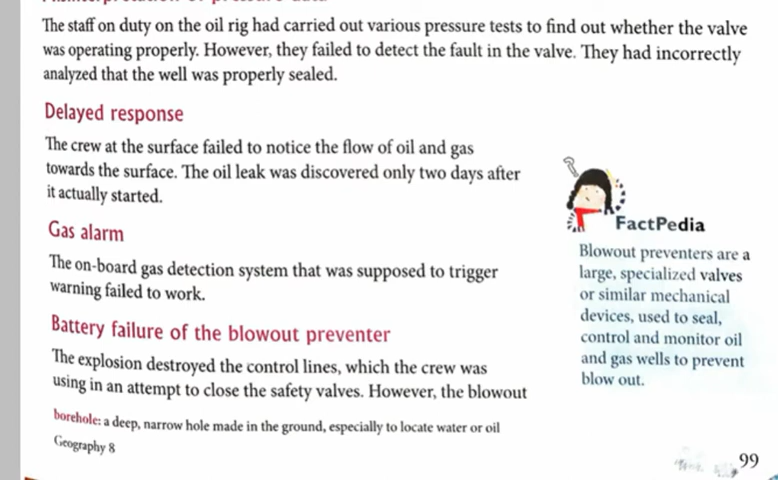 The staff on duty on the oil rig had carried out various pressure tests to find out whether the valve
was operating properly. However, they failed to detect the fault in the valve. They had incorrectly
analyzed that the well was properly sealed.
Delayed response
The crew at the surface failed to notice the flow of oil and gas
towards the surface. The oil leak was discovered only two days after
it actually started.
Gas alarm
The on-board gas detection system that was supposed to trigger
warning failed to work.
Battery failure of the blowout preventer
The explosion destroyed the control lines, which the crew was
using in an attempt to close the safety valves. However, the blowout
FactPedia
Blowout preventers are a
large, specialized valves
or similar mechanical
devices, used to seal,
control and monitor oil
and gas wells to prevent
blow out.
borehole: a deep, narrow hole made in the ground, especially to locate water or oil
Geography 8
99